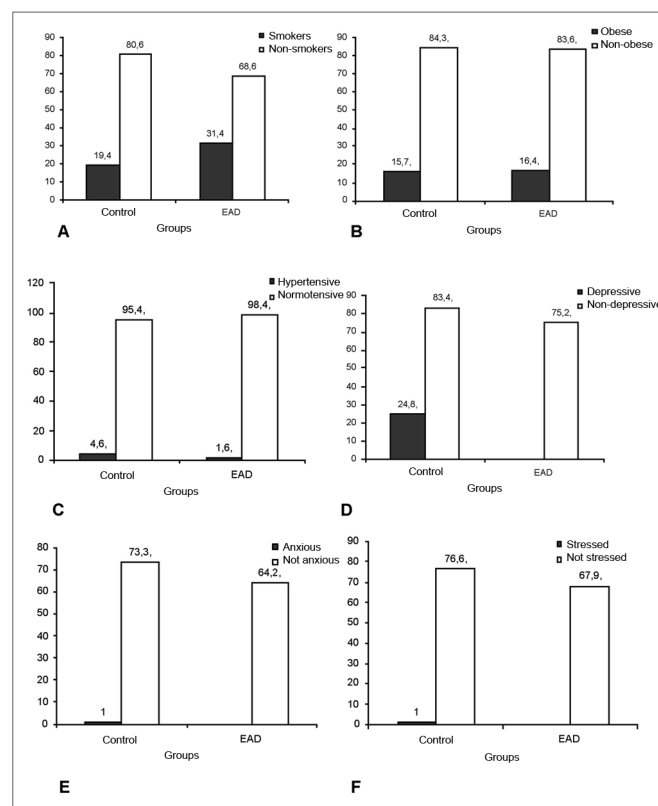 90
80
70
60
50
40
30
20
10
0
80,6
68,6
19,4
31,4
Smokers
Non-smokers
Control
EAD
Groups
A
90
80
70
60
50
40
30
20
10
0
84,3,
83,6,
15,7,
16,4,
Obese
Non-obese
Control
EAD
Groups
B
120
100
80
60
40
20
0
95,4,
98,4,
4,6,
1,6,
Hypertensive
Normotensive
Control
EAD
Groups
C
90
80
70
60
50
40
30
20
10
0
83,4,
75,2,
24,8,
Depressive
Non-depressive
Control
EAD
Groups
D
80
70
60
50
40
30
20
10
0
73,3,
64,2,
1
Anxious
Not anxious
Control
EAD
Groups
E
90
80
70
60
50
40
30
20
10
0
76,6,
67,9,
1
Stressed
Not stressed
Control
EAD
Groups
F